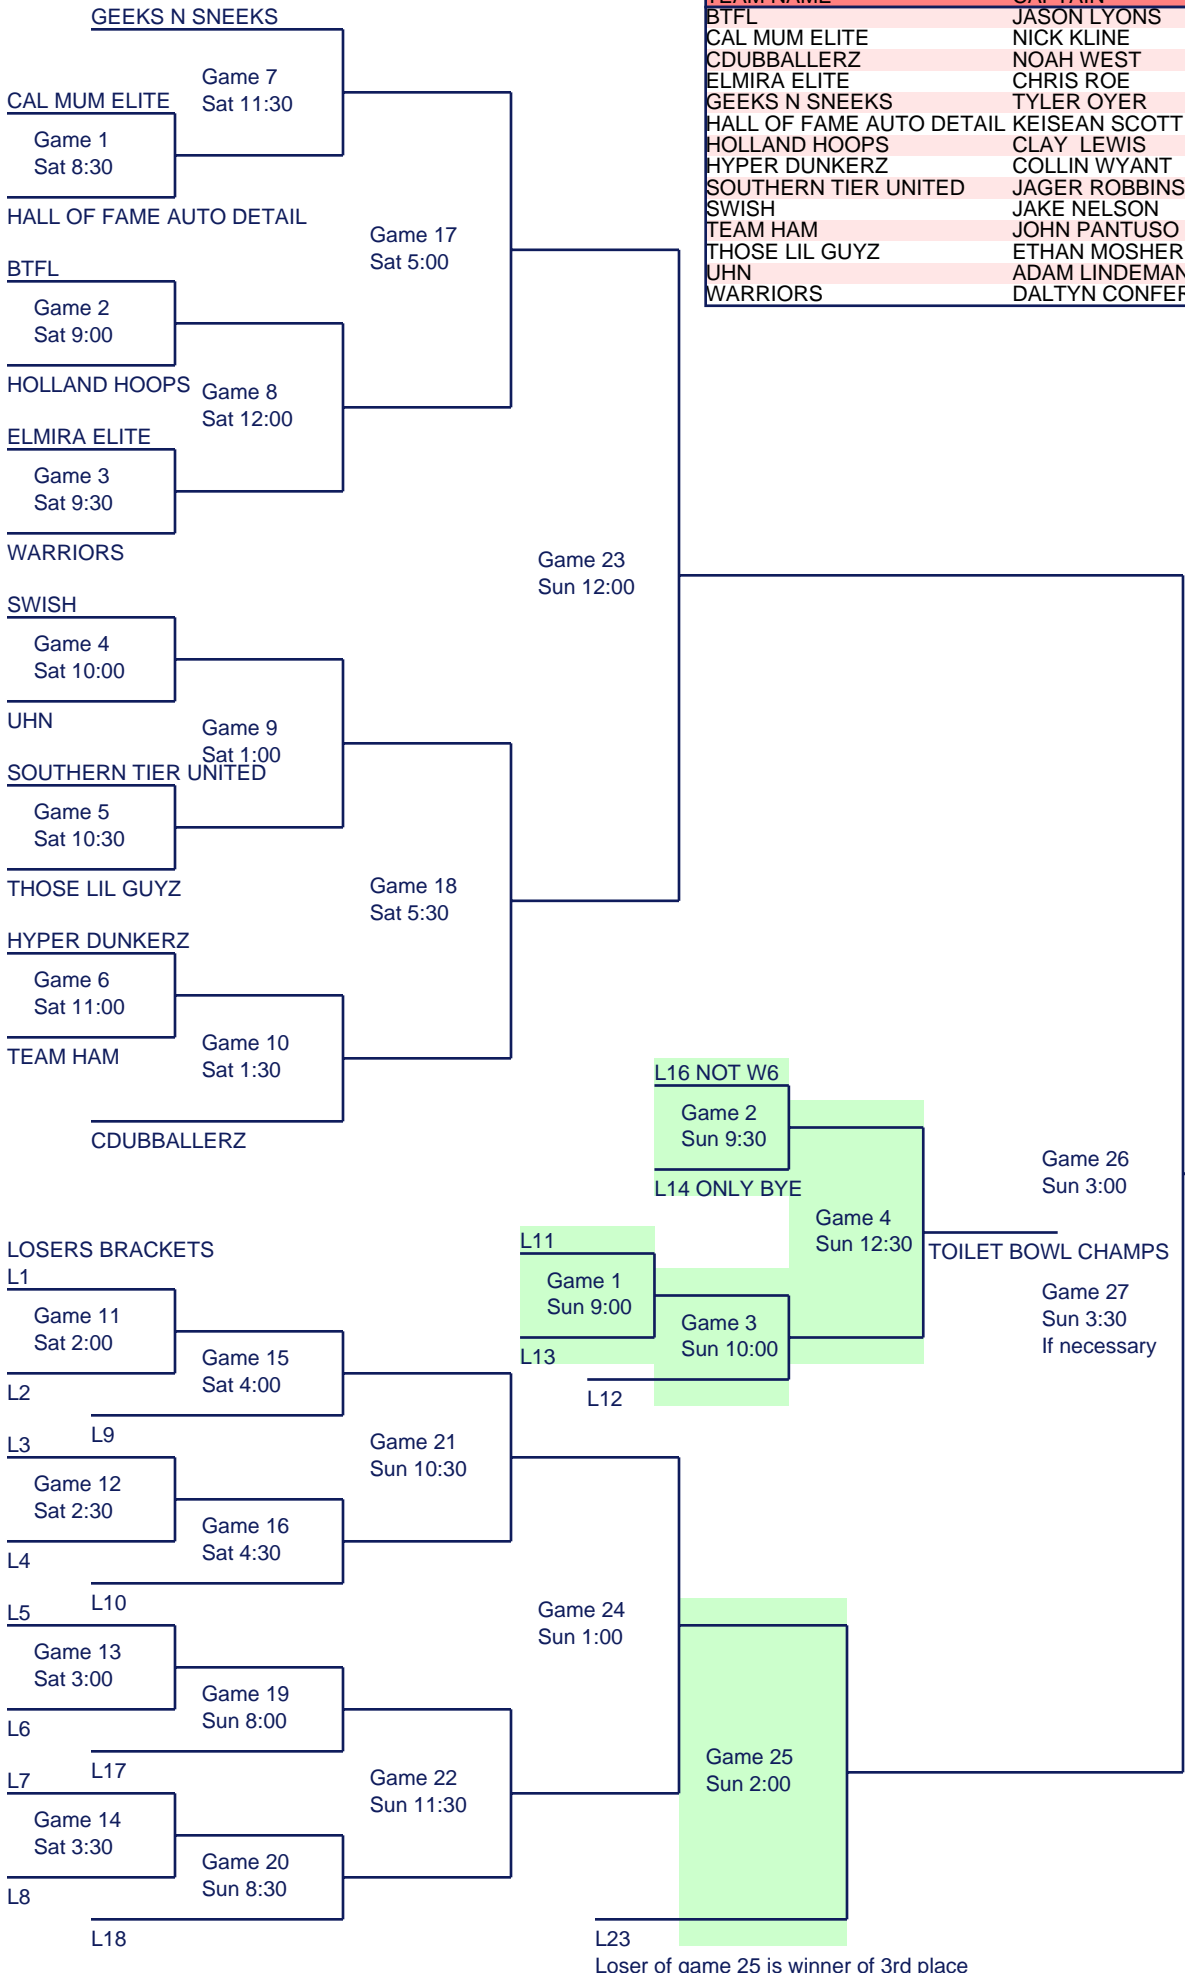 GEEKS N SNEEKS
Game 7
Sat 11:30
CAL MUM ELITE
Game 1
Sat 8:30
HALL OF FAME AUTO DETAIL
Game 17
Sat 5:00
BTFL
Game 2
Sat 9:00
HOLLAND HOOPS
Game 8
Sat 12:00
ELMIRA ELITE
Game 3
Sat 9:30
WARRIORS
Game 23
Sun 12:00
SWISH
Game 4
Sat 10:00
UHN
Game 9
Sat 1:00
SOUTHERN TIER UNITED
Game 5
Sat 10:30
THOSE LIL GUYZ
Game 18
Sat 5:30
HYPER DUNKERZ
Game 6
Sat 11:00
TEAM HAM
Game 10
Sat 1:30
CDUBBALLERZ
TEAM NAME CAPTAIN
BTFL JASON LYONS
CAL MUM ELITE NICK KLINE
CDUBBALLERZ NOAH WEST
ELMIRA ELITE CHRIS ROE
GEEKS N SNEEKS TYLER OYER
HALL OF FAME AUTO DETAIL KEISEAN SCOTT
HOLLAND HOOPS CLAY LEWIS
HYPER DUNKERZ COLLIN WYANT
SOUTHERN TIER UNITED JAGER ROBBINS
SWISH JAKE NELSON
TEAM HAM JOHN PANTUSO
THOSE LIL GUYZ ETHAN MOSHER
UHN ADAM LINDEMAN
WARRIORS DALTYN CONFER
L16 NOT W6
Game 2
Sun 9:30
L14 ONLY BYE
Game 4
Sun 12:30
L11
Game 1
Sun 9:00
L13
Game 3
Sun 10:00
L12
TOILET BOWL CHAMPS
Game 26
Sun 3:00
Game 27
Sun 3:30
If necessary
LOSERS BRACKETS
L1
Game 11
Sat 2:00
L2
Game 15
Sat 4:00
L9
L3
Game 12
Sat 2:30
L4
Game 16
Sat 4:30
L10
Game 21
Sun 10:30
L5
Game 13
Sat 3:00
L6
Game 19
Sun 8:00
L17
L7
Game 14
Sat 3:30
L8
Game 20
Sun 8:30
L18
Game 22
Sun 11:30
Game 24
Sun 1:00
Game 25
Sun 2:00
L23
Loser of game 25 is winner of 3rd place